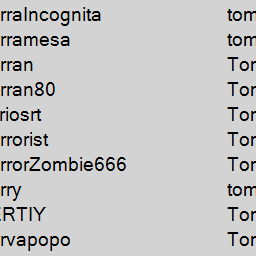 rraIncognita tom
rramesa tom
rran Tor
rran80 Tor
riosrt Tor
rrorist Tor
rrorZombie666 Tor
rry tom
ERTIY Tor
rvapopo Tor